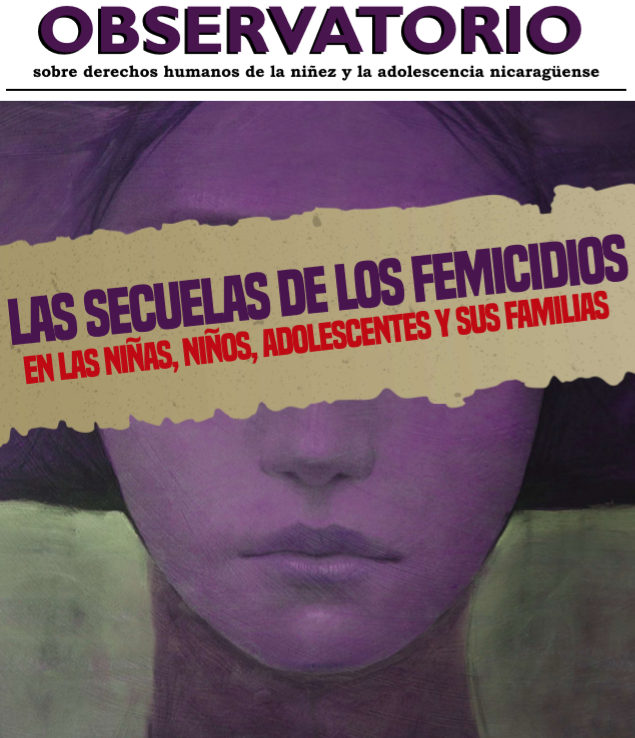 OBSERVATORIO
sobre derechos humanos de la niñez y la adolescencia nicaragüense
LAS SECUELAS DE LOS FEMICIDIOS
EN LAS NIÑAS, NIÑOS, ADOLESCENTES Y SUS FAMILIAS